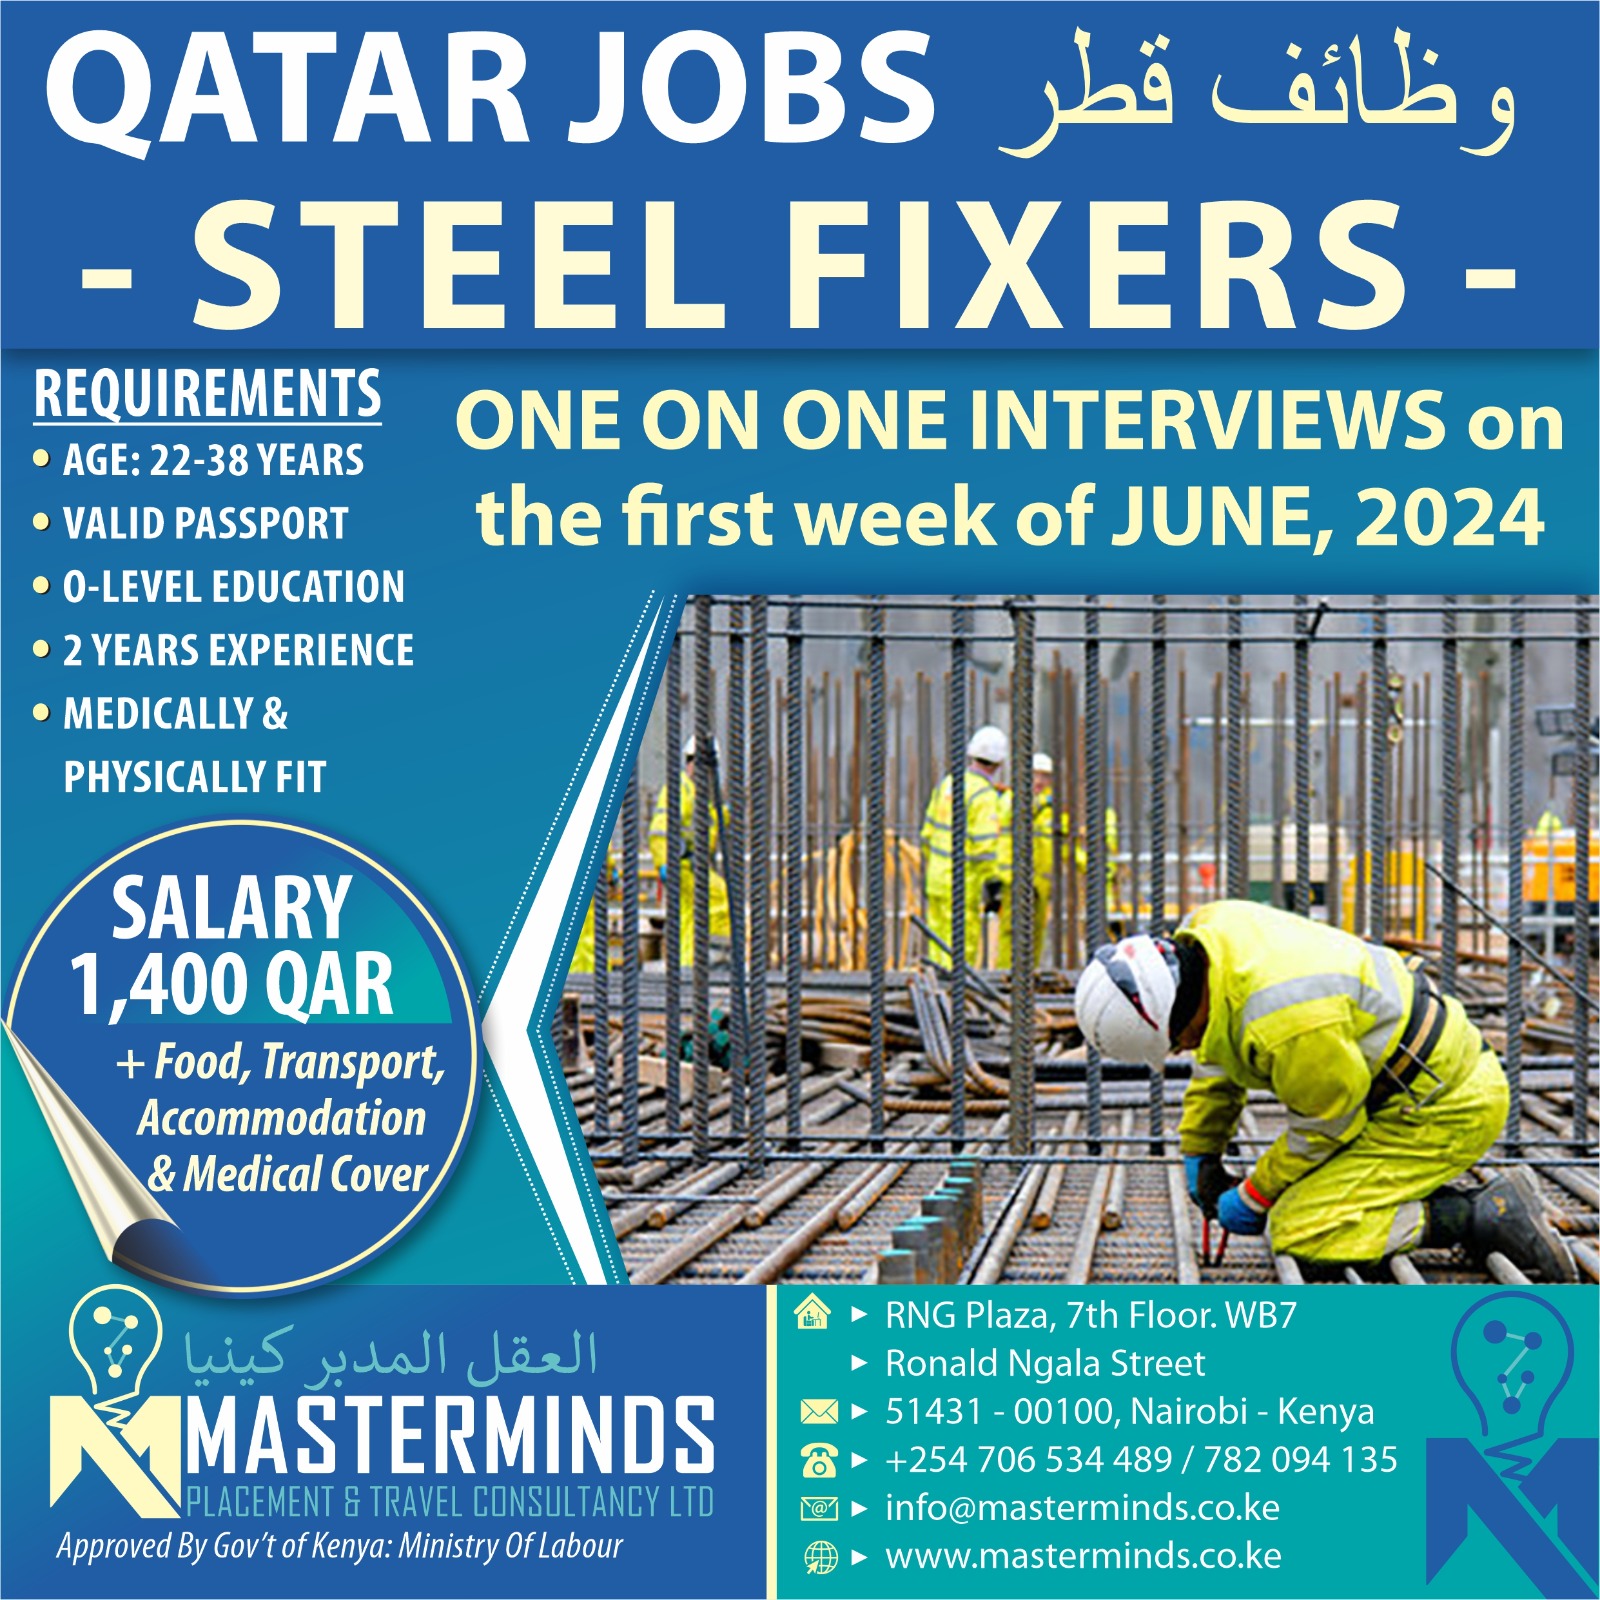 QATAR JOBS وظائف قطر
- STEEL FIXERS -
REQUIREMENTS
• AGE: 22-38 YEARS
• VALID PASSPORT
• O-LEVEL EDUCATION
• 2 YEARS EXPERIENCE
• MEDICALLY &
PHYSICALLY FIT
ONE ON ONE INTERVIEWS on
the first week of JUNE, 2024
SALARY
1,400 QAR
+ Food, Transport,
Accommodation
& Medical Cover
العقل المدبر كينيا
MASTERMINDS
PLACEMENT & TRAVEL CONSULTANCY LTD
Approved By Gov't of Kenya: Ministry Of Labour
RNG Plaza, 7th Floor. WB7
Ronald Ngala Street
51431 - 00100, Nairobi - Kenya
+254 706 534 489 / 782 094 135
info@masterminds.co.ke
www.masterminds.co.ke